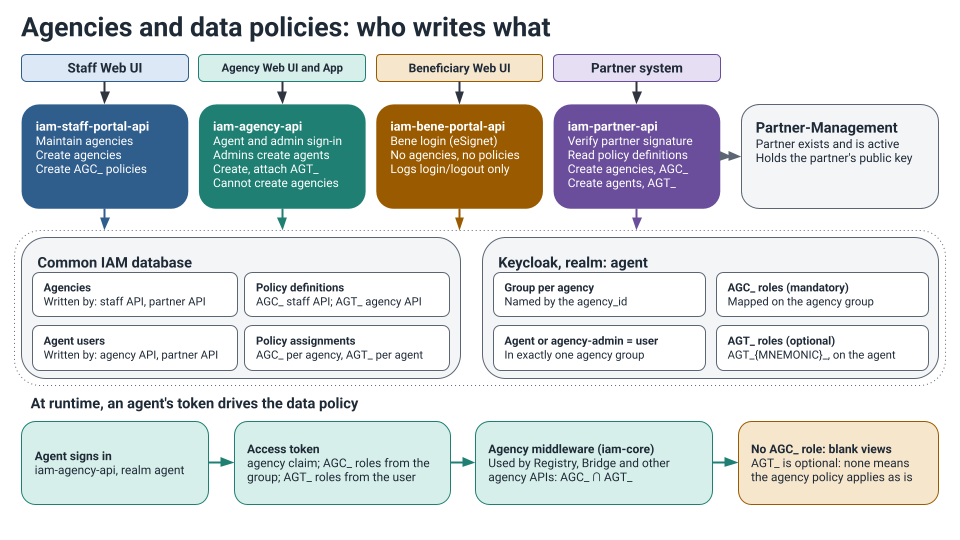 Agencies and data policies: who writes what
Staff Web UI
Agency Web UI and App
Beneficiary Web UI
Partner system
iam-staff-portal-api
Maintain agencies
Create agencies
Create AGC_ policies
iam-agency-api
Agent and admin sign-in
Admins create agents
Create, attach AGT_
Cannot create agencies
iam-bene-portal-api
Bene login (eSignet)
No agencies, no policies
Logs login/logout only
iam-partner-api
Verify partner signature
Read policy definitions
Create agencies, AGC_
Create agents, AGT_
Partner-Management
Partner exists and is active
Holds the partner's public key
Common IAM database
Agencies
Written by: staff API, partner API
Policy definitions
AGC_ staff API; AGT_ agency API
Agent users
Written by: agency API, partner API
Policy assignments
AGC_ per agency, AGT_ per agent
Keycloak, realm: agent
Group per agency
Named by the agency_id
AGC_ roles (mandatory)
Mapped on the agency group
Agent or agency-admin = user
In exactly one agency group
AGT_ roles (optional)
AGT_{MNEMONIC}_, on the agent
At runtime, an agent's token drives the data policy
Agent signs in
iam-agency-api, realm agent
Access token
agency claim; AGC_ roles from the
group; AGT_ roles from the user
Agency middleware (iam-core)
Used by Registry, Bridge and other
agency APIs: AGC_ ∩ AGT_
No AGC_ role: blank views
AGT_ is optional: none means
the agency policy applies as is